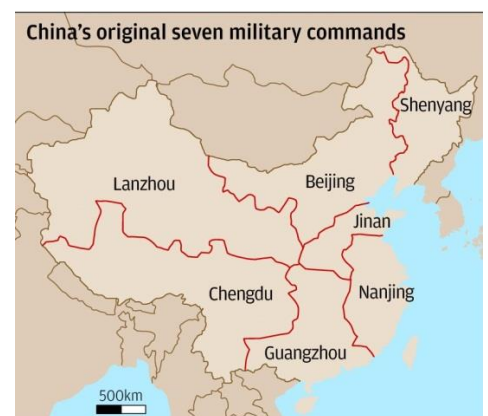 China's original seven military commands
Shenyang
Lanzhou
Beijing
Jinan
Chengdu
Nanjing
Guangzhou
500km